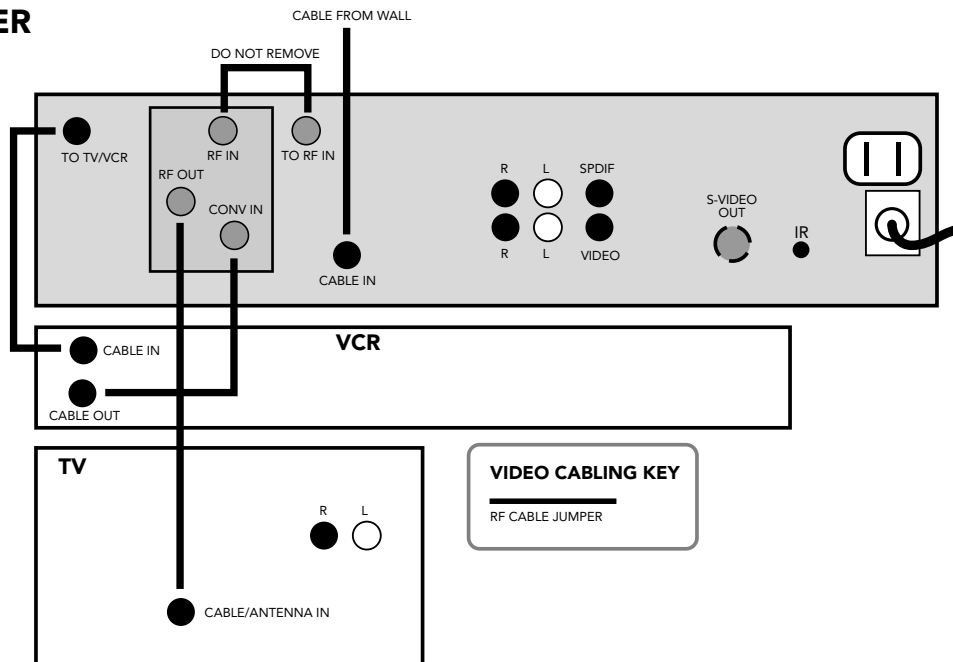 ER
CABLE FROM WALL
DO NOT REMOVE
TO TV/VCR
RF IN
TO RF IN
RF OUT
CONV IN
CABLE IN
R L SPDIF
R L VIDEO
S-VIDEO
OUT
IR
VCR
CABLE IN
CABLE OUT
TV
R L
CABLE/ANTENNA IN
VIDEO CABLING KEY
RF CABLE JUMPER